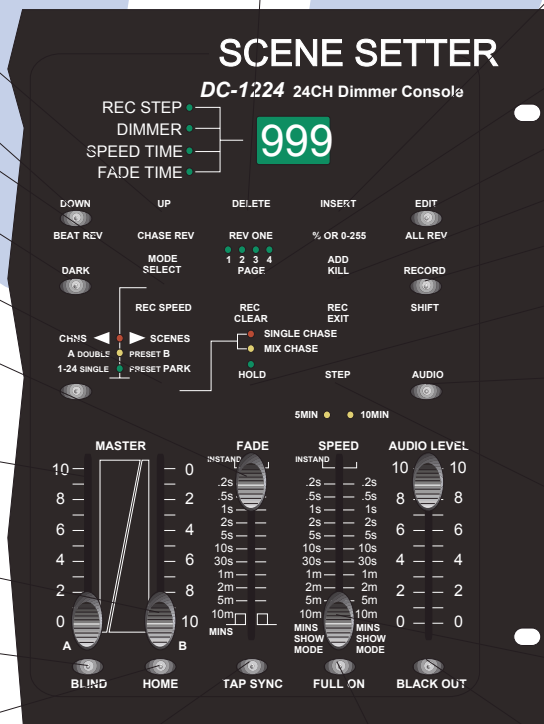 SCENE SETTER
DC-1224 24CH Dimmer Console
REC STEP
DIMMER
SPEED TIME
FADE TIME
999
DOWN UP DELETE INSERT EDIT
BEAT REV CHASE REV REV ONE % OR 0-255 ALL REV
1 2 3 4
DARK MODE SELECT PAGE ADD KILL RECORD
REC SPEED REC CLEAR REC EXIT SHIFT
CHNS SCENES SINGLE CHASE
A DOUBLE PRESET B MIX CHASE
1-24 SINGLE PRESET PARK HOLD STEP AUDIO
5MIN 10MIN
MASTER FADE SPEED AUDIO LEVEL
INSTAND INSTAND
10 0 .2s .2s .2s 10 10
8 2 .5s .5s .5s 8 8
1s 1s 1s
6 4 2s 2s 2s 6 6
5s 5s 5s
4 6 10s 10s 10s 4 4
30s 30s 30s
2 8 1m 1m 1m 2 2
2m 2m 2m
5m 5m 5m
0 10 10m 10m 10m 0 0
A B MINS MINS SHOW MODE MINS SHOW MODE
BLIND HOME TAP SYNC FULL ON BLACK OUT